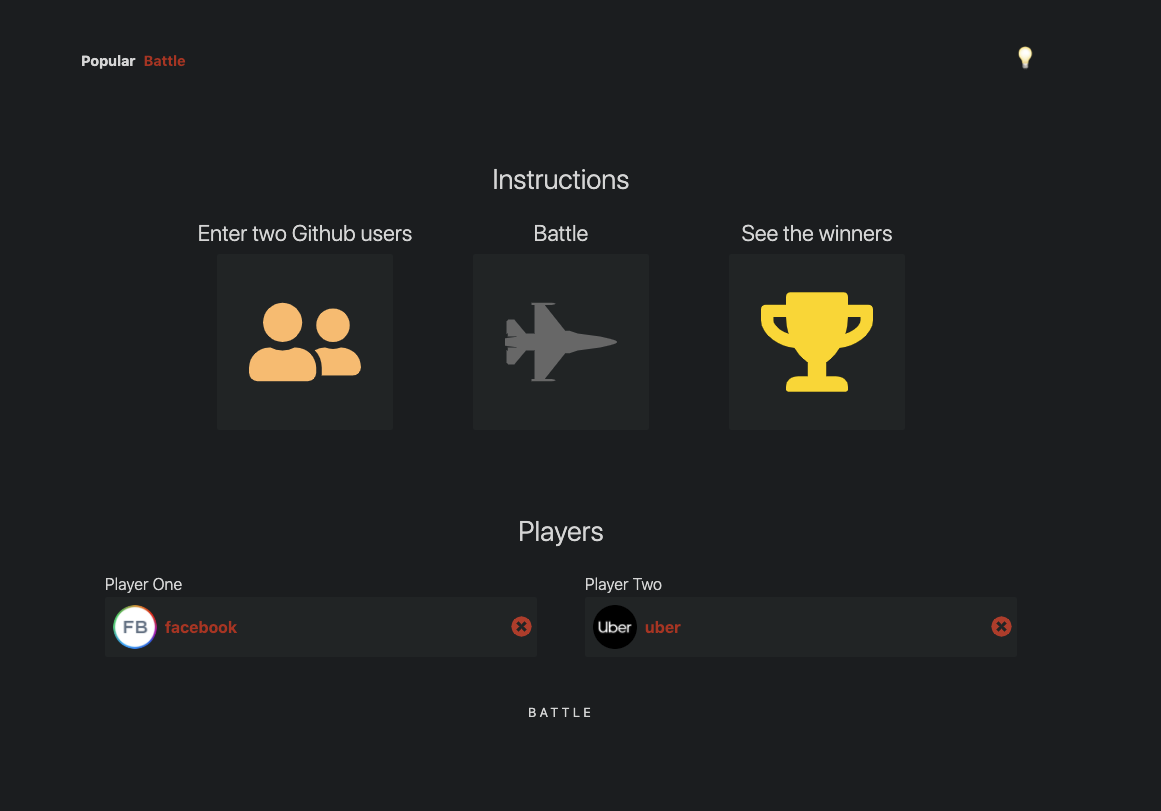 Popular Battle
Instructions
Enter two Github users
Battle
See the winners
Players
Player One
FB facebook
Player Two
Uber uber
BATTLE